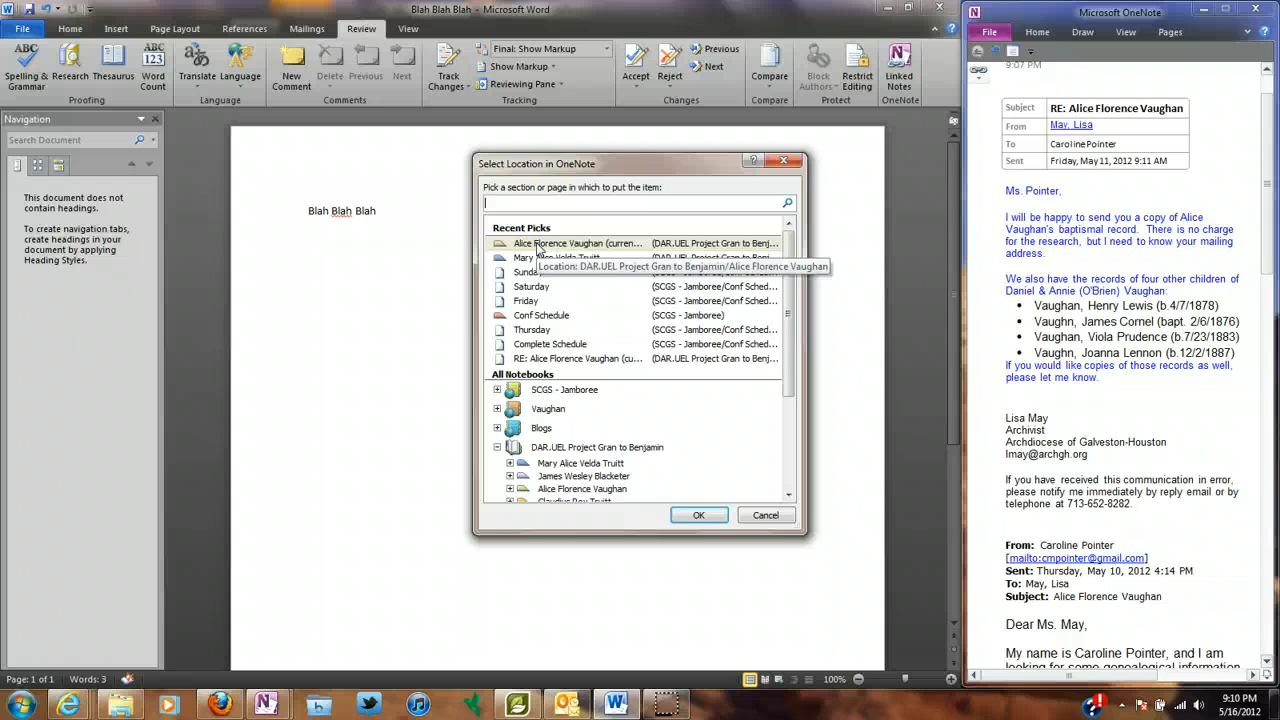 Blah Blah Blah - Microsoft Word
File Home Insert Page Layout References Mailings Review View
Spelling & Grammar
Research
Thesaurus
Word Count
Proofing
Translate
Language
Language
New Comment
Delete
Previous
Next
Comments
Track Changes
Final: Show Markup
Show Markup
Reviewing Pane
Tracking
Accept
Reject
Previous
Next
Changes
Compare
Compare
Block Authors
Restrict Editing
Protect
Linked Notes
OneNote
Navigation
Search Document
This document does not
contain headings.
To create navigation tabs,
create headings in your
document by applying
Heading Styles.
Blah Blah Blah
Select Location in OneNote
Pick a section or page in which to put the item:
Recent Picks
Alice Florence Vaughan (curren... (DAR.UEL Project Gran to Benj...
Location: DAR.UEL Project Gran to Benjamin/Alice Florence Vaughan
Saturday (SCGS - Jamboree/Conf Sched...
Friday (SCGS - Jamboree/Conf Sched...
Conf Schedule (SCGS - Jamboree)
Thursday (SCGS - Jamboree/Conf Sched...
Complete Schedule (SCGS - Jamboree/Conf Sched...
RE: Alice Florence Vaughan (cu... (DAR.UEL Project Gran to Benj...
All Notebooks
SCGS - Jamboree
Vaughan
Blogs
DAR.UEL Project Gran to Benjamin
Mary Alice Velda Truitt
James Wesley Blacketer
Alice Florence Vaughan
OK Cancel
Page: 1 of 1 Words: 3
100%
Microsoft OneNote
File Home Draw View Pages
9:07 PM
Subject RE: Alice Florence Vaughan
From May, Lisa
To Caroline Pointer
Sent Friday, May 11, 2012 9:11 AM
Ms. Pointer,
I will be happy to send you a copy of Alice
Vaughan's baptismal record. There is no charge
for the research, but I need to know your mailing
address.
We also have the records of four other children of
Daniel & Annie (O'Brien) Vaughan:
• Vaughan, Henry Lewis (b.4/7/1878)
• Vaughn, James Cornel (bapt. 2/6/1876)
• Vaughan, Viola Prudence (b.7/23/1883)
• Vaughn, Joanna Lennon (b.12/2/1887)
If you would like copies of those records as well,
please let me know.
Lisa May
Archivist
Archdiocese of Galveston-Houston
lmay@archgh.org
If you have received this communication in error,
please notify me immediately by reply email or by
telephone at 713-652-8282.
From: Caroline Pointer
[mailto:cmpointer@gmail.com]
Sent: Thursday, May 10, 2012 4:14 PM
To: May, Lisa
Subject: Alice Florence Vaughan
Dear Ms. May,
My name is Caroline Pointer, and I am
looking for some genealogical information
9:10 PM
5/16/2012